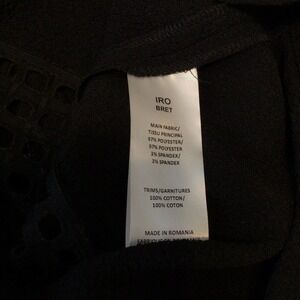 IRO
BRET
MAIN FABRIC/
TISSU PRINCIPAL
97% POLYESTER/
97% POLYESTER
3% SPANDEX/
3% SPANDEX
TRIMS/GARNITURES
100% COTTON/
100% COTON
MADE IN ROMANIA